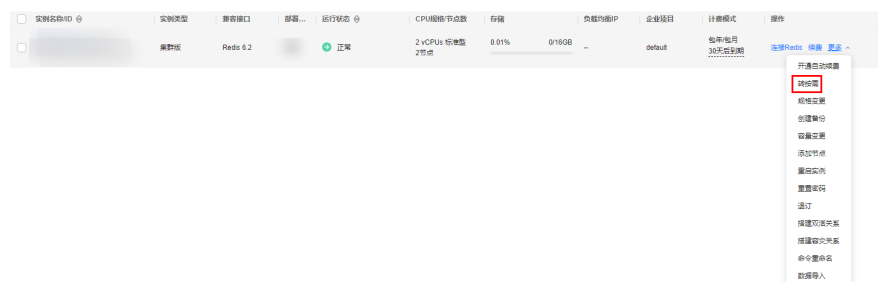 实例名称/ID 实例类型 兼容接口 部署... 运行状态 CPU规格/节点数 存储 负载均衡IP 企业项目 计费模式 操作
集群版 Redis 6.2 正常 2 vCPUs 标准型 0.01% 0/16GB -- default 包年/包月 连接Redis 续费 更多
2节点 30天后到期
开通自动续费
转按需
规格变更
创建备份
容量变更
添加节点
重启实例
重置密码
退订
搭建双活关系
搭建容灾关系
命令重命名
数据导入